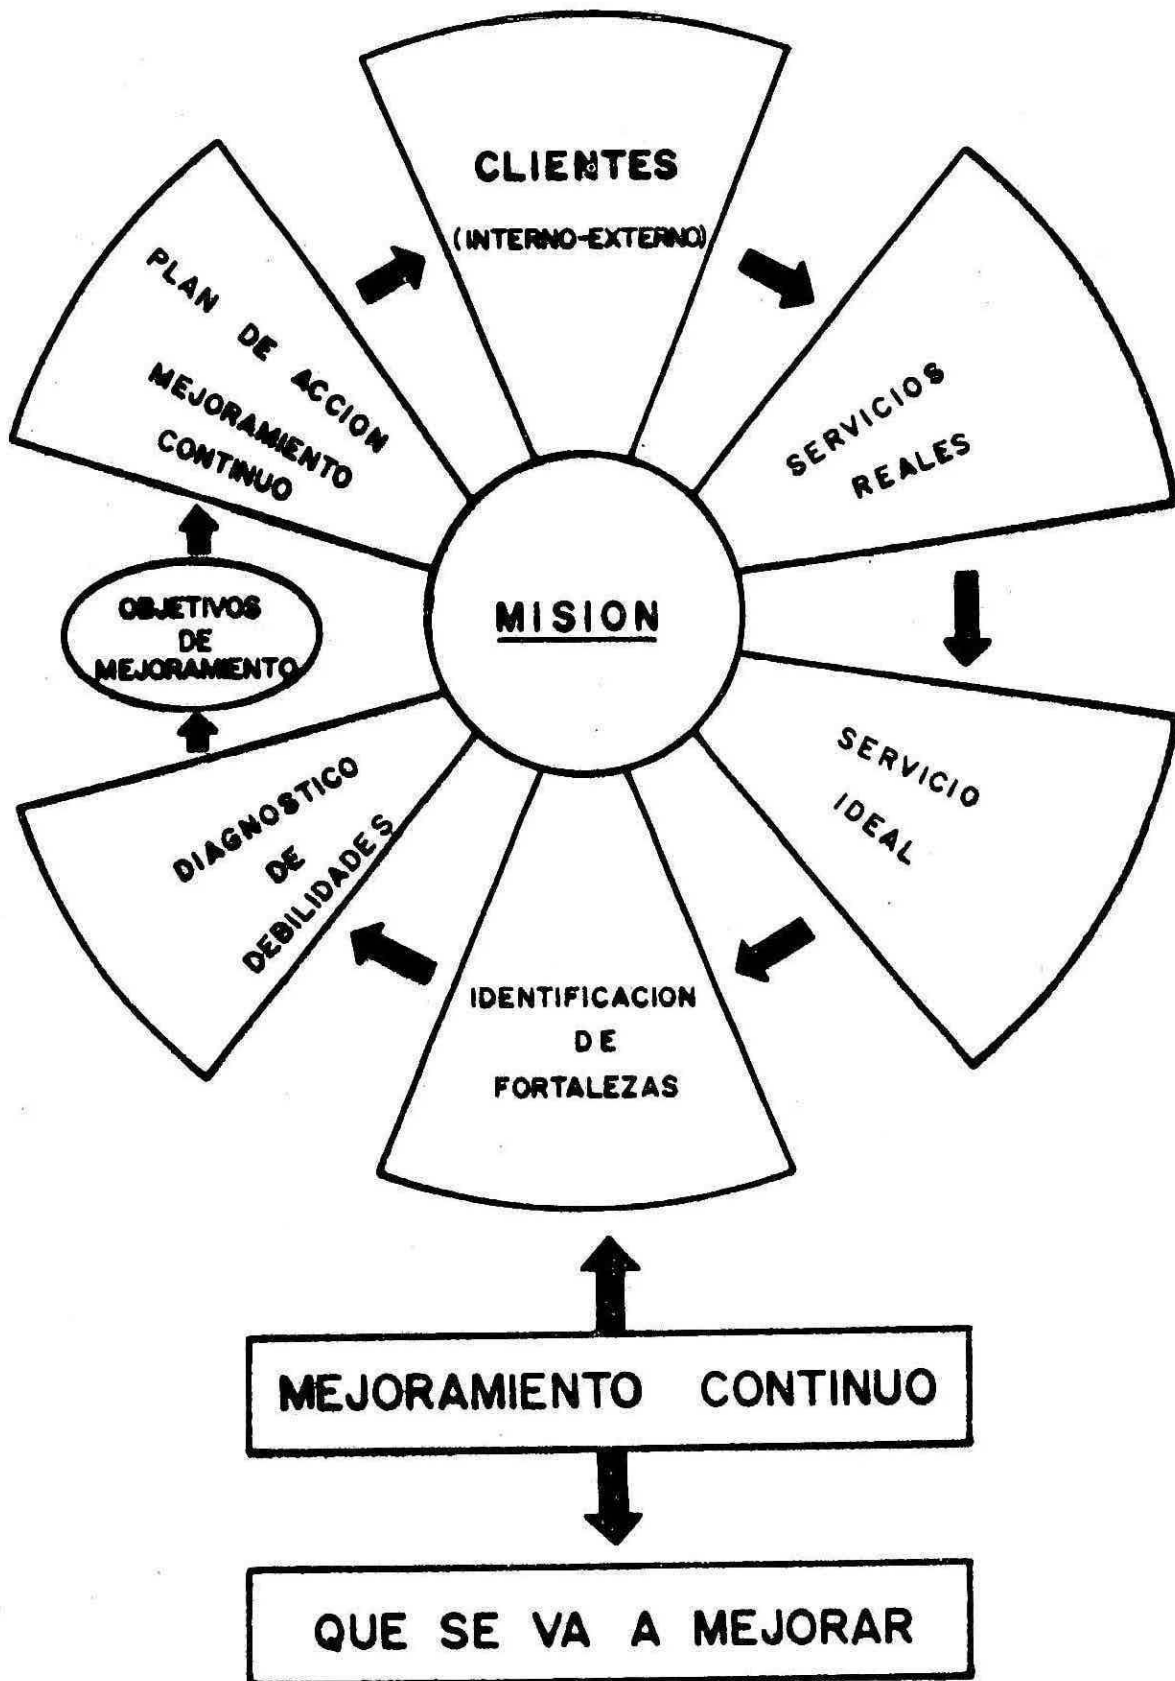 CLIENTES
(INTERNO-EXTERNO)
SERVICIOS
REALES
SERVICIO
IDEAL
IDENTIFICACION
DE
FORTALEZAS
DIAGNOSTICO
DE
DEBILIDADES
OBJETIVOS
DE
MEJORAMIENTO
PLAN DE ACCION
MEJORAMIENTO
CONTINUO
MISION
MEJORAMIENTO CONTINUO
QUE SE VA A MEJORAR